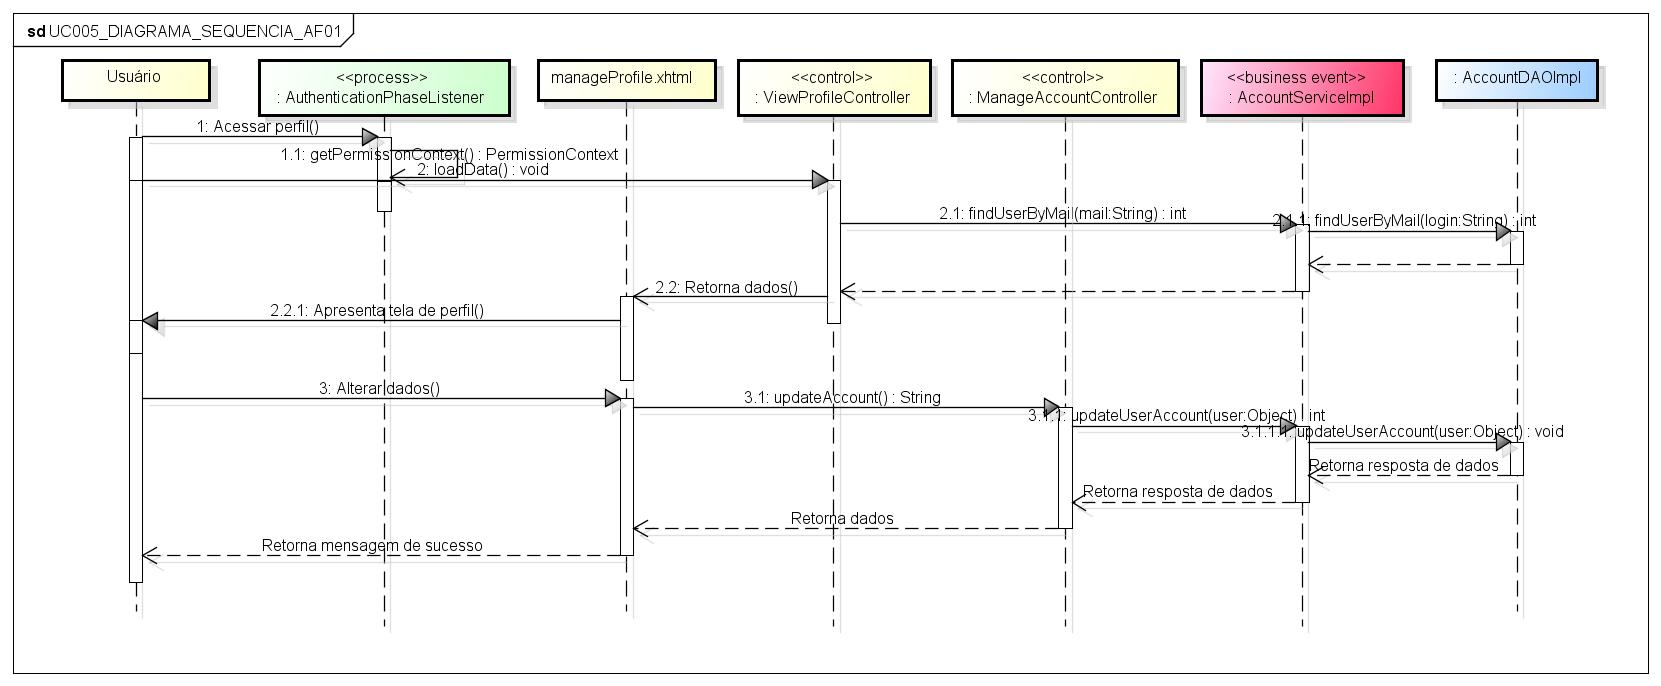 sd UC005_DIAGRAMA_SEQUENCIA_AF01
Usuário
<<process>>
: AuthenticationPhaseListener
manageProfile.xhtml
<<control>>
: ViewProfileController
<<control>>
: ManageAccountController
<<business event>>
: AccountServiceImpl
: AccountDAOImpl
1: Acessar perfil()
1.1: getPermissionContext() : PermissionContext
2: loadData() : void
2.1: findUserByMail(mail:String) : int
2.1.1: findUserByMail(login:String) : int
2.2: Retorna dados()
2.2.1: Apresenta tela de perfil()
3: Alterar dados()
3.1: updateAccount() : String
3.1.1: updateUserAccount(user:Object) : int
3.1.1.1: updateUserAccount(user:Object) : void
Retorna resposta de dados
Retorna resposta de dados
Retorna dados
Retorna mensagem de sucesso